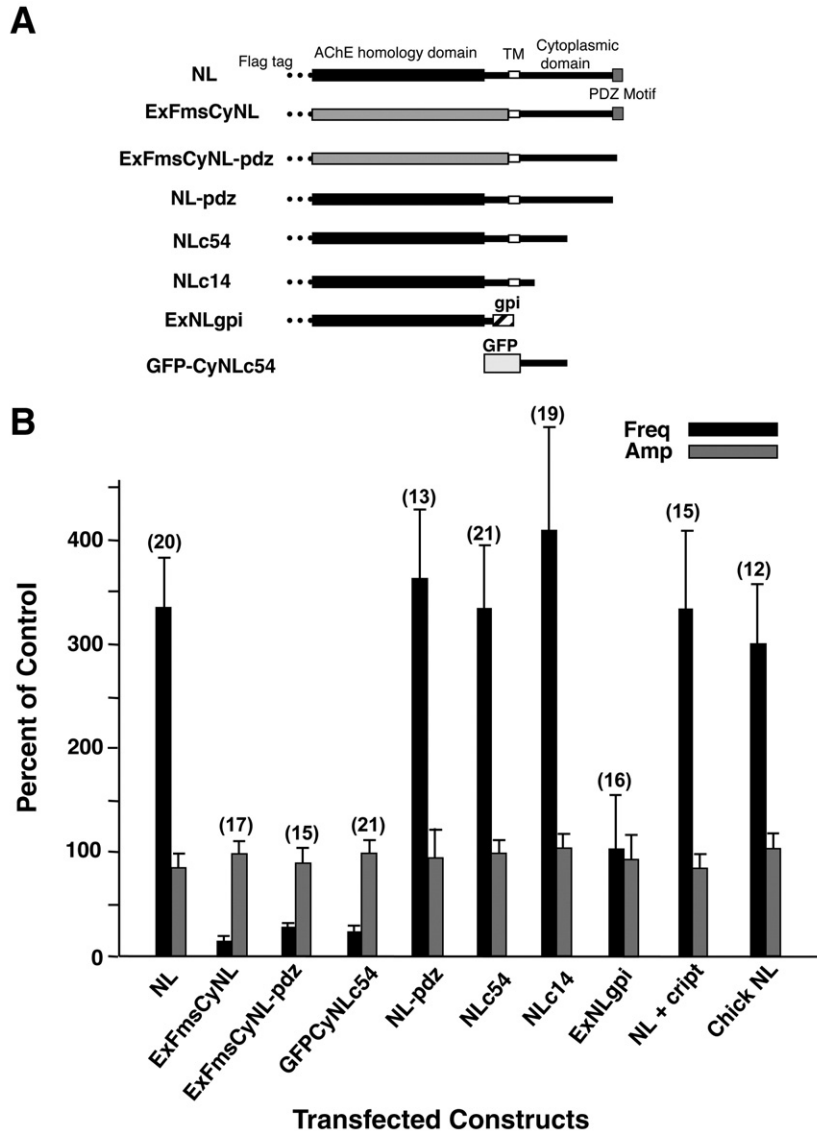 A
Flag tag AChE homology domain TM Cytoplasmic domain
NL
PDZ Motif
ExFmsCyNL
ExFmsCyNL-pdz
NL-pdz
NLc54
NLc14
gpi
ExNLgpi
GFP
GFP-CyNLc54
B
Freq
Amp
(20)
(17)
(15)
(21)
(13)
(21)
(19)
(16)
(15)
(12)
Percent of Control
400
300
200
100
0
NL
ExFmsCyNL
ExFmsCyNL-pdz
GFPCyNLc54
NL-pdz
NLc54
NLc14
ExNLgpi
NL + cript
Chick NL
Transfected Constructs